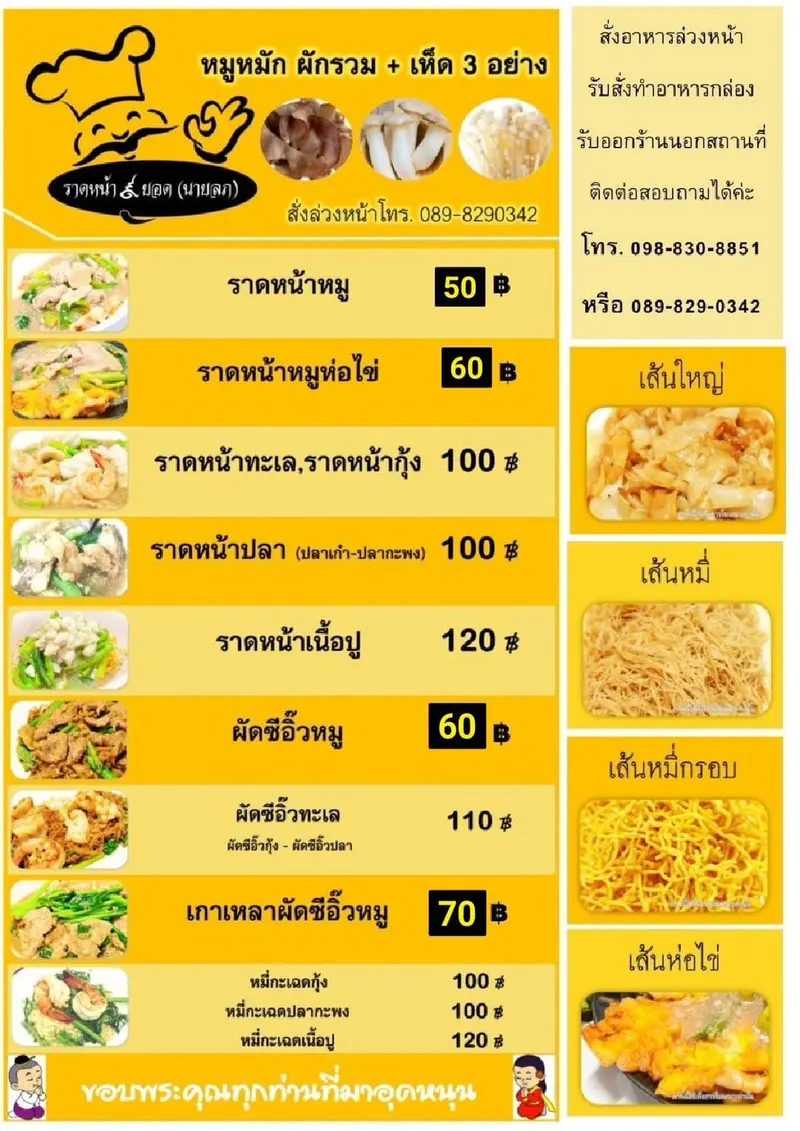 หมูหมัก ผักรวม + เห็ด 3 อย่าง
ราดหน้า 4 ยอด (นายลภ)
สั่งล่วงหน้าโทร. 089-8290342
ราดหน้าหมู 50 ฿
ราดหน้าหมูห่อไข่ 60 ฿
ราดหน้าทะเล,ราดหน้ากุ้ง 100 ฿
ราดหน้าปลา (ปลาเก๋า-ปลากะพง) 100 ฿
ราดหน้าเนื้อปู 120 ฿
ผัดซีอิ๊วหมู 60 ฿
ผัดซีอิ๊วทะเล 110 ฿
ผัดซีอิ๊วกุ้ง - ผัดซีอิ๊วปลา
เกาเหลาผัดซีอิ๊วหมู 70 ฿
หมี่กะเฉดกุ้ง 100 ฿
หมี่กะเฉดปลากะพง 100 ฿
หมี่กะเฉดเนื้อปู 120 ฿
ขอบพระคุณทุกท่านที่มาอุดหนุน
สั่งอาหารล่วงหน้า
รับสั่งทำอาหารกล่อง
รับออกร้านนอกสถานที่
ติดต่อสอบถามได้ค่ะ
โทร. 098-830-8851
หรือ 089-829-0342
เส้นใหญ่
เส้นหมี่
เส้นหมี่กรอบ
เส้นห่อไข่